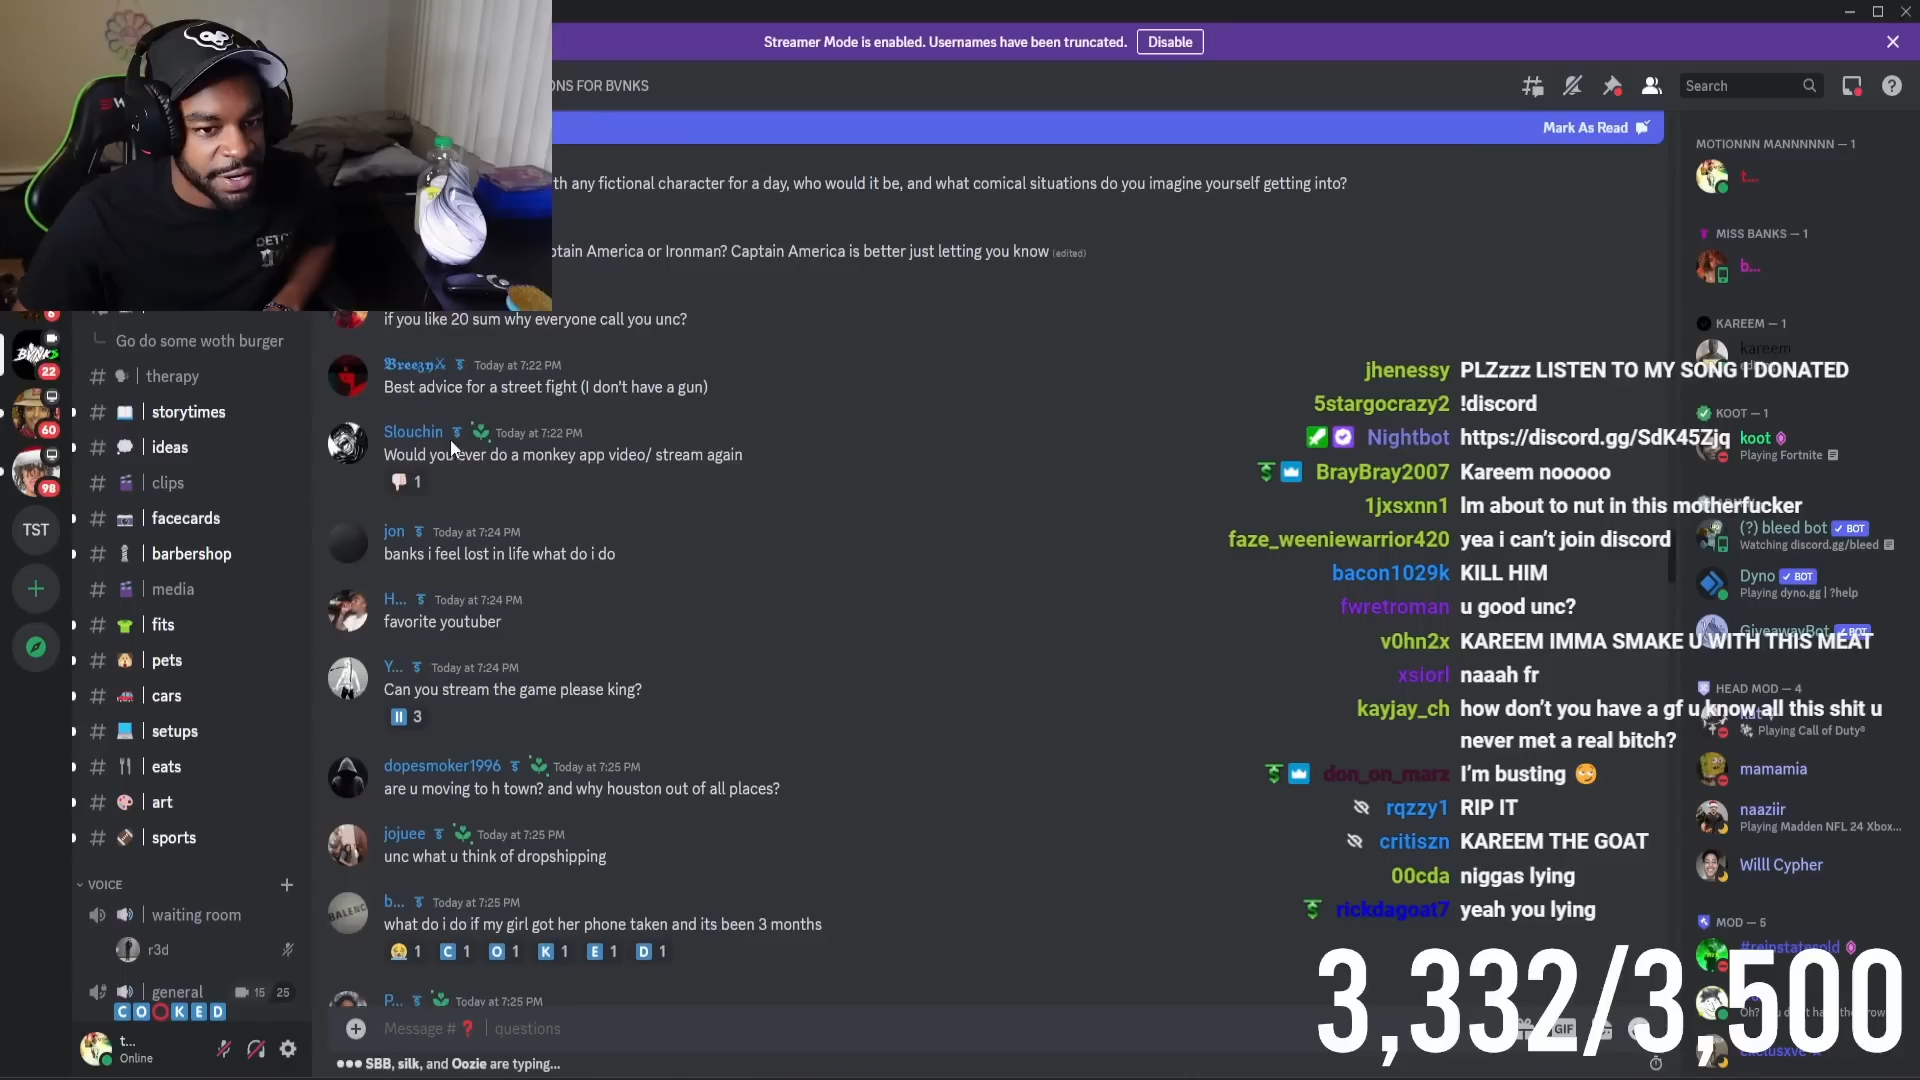 Streamer Mode is enabled. Usernames have been truncated. Disable
ONS FOR BVNKS
Search
Mark As Read
th any fictional character for a day, who would it be, and what comical situations do you imagine yourself getting into?
ptain America or Ironman? Captain America is better just letting you know (edited)
if you like 20 sum why everyone call you unc?
𝕭𝖗𝖊𝖊𝖟𝖞⚔ Today at 7:22 PM
Best advice for a street fight (I don't have a gun)
Slouchin Today at 7:22 PM
Would you ever do a monkey app video/ stream again
1
jon Today at 7:24 PM
banks i feel lost in life what do i do
H... Today at 7:24 PM
favorite youtuber
Y... Today at 7:24 PM
Can you stream the game please king?
3
dopesmoker1996 Today at 7:25 PM
are u moving to h town? and why houston out of all places?
jojuee Today at 7:25 PM
unc what u think of dropshipping
b... Today at 7:25 PM
what do i do if my girl got her phone taken and its been 3 months
1 C 1 O 1 K 1 E 1 D 1
P... Today at 7:25 PM
Message # ❓ | questions
GIF
SBB, silk, and Oozie are typing...
6
BVNKS
22
60
98
TST
Go do some woth burger
# | therapy
# | storytimes
# | ideas
# | clips
# | facecards
# | barbershop
# | media
# | fits
# | pets
# | cars
# | setups
# | eats
# | art
# | sports
VOICE
waiting room
r3d
general 15 25
COOKED
t...
Online
BALENC
jhenessy PLZzzz LISTEN TO MY SONG I DONATED
5stargocrazy2 !discord
Nightbot https://discord.gg/SdK45Zjq
BrayBray2007 Kareem nooooo
1jxsxnn1 Im about to nut in this motherfucker
faze_weeniewarrior420 yea i can't join discord
bacon1029k KILL HIM
fwretroman u good unc?
v0hn2x KAREEM IMMA SMAKE U WITH THIS MEAT
xsiorl naaah fr
kayjay_ch how don't you have a gf u know all this shit u
never met a real bitch?
don_on_marz I'm busting
rqzzy1 RIP IT
critiszn KAREEM THE GOAT
00cda niggas lying
rickdagoat7 yeah you lying
3,332/3,500
MOTIONNN MANNNNNN — 1
t...
MISS BANKS — 1
b...
KAREEM — 1
kareem
KOOT — 1
koot
Playing Fortnite
(?) bleed bot BOT
Watching discord.gg/bleed
Dyno BOT
Playing dyno.gg | ?help
GiveawayBot BOT
HEAD MOD — 4
Playing Call of Duty®
mamamia
naaziir
Playing Madden NFL 24 Xbox...
Willl Cypher
MOD — 5
#reinstatesold